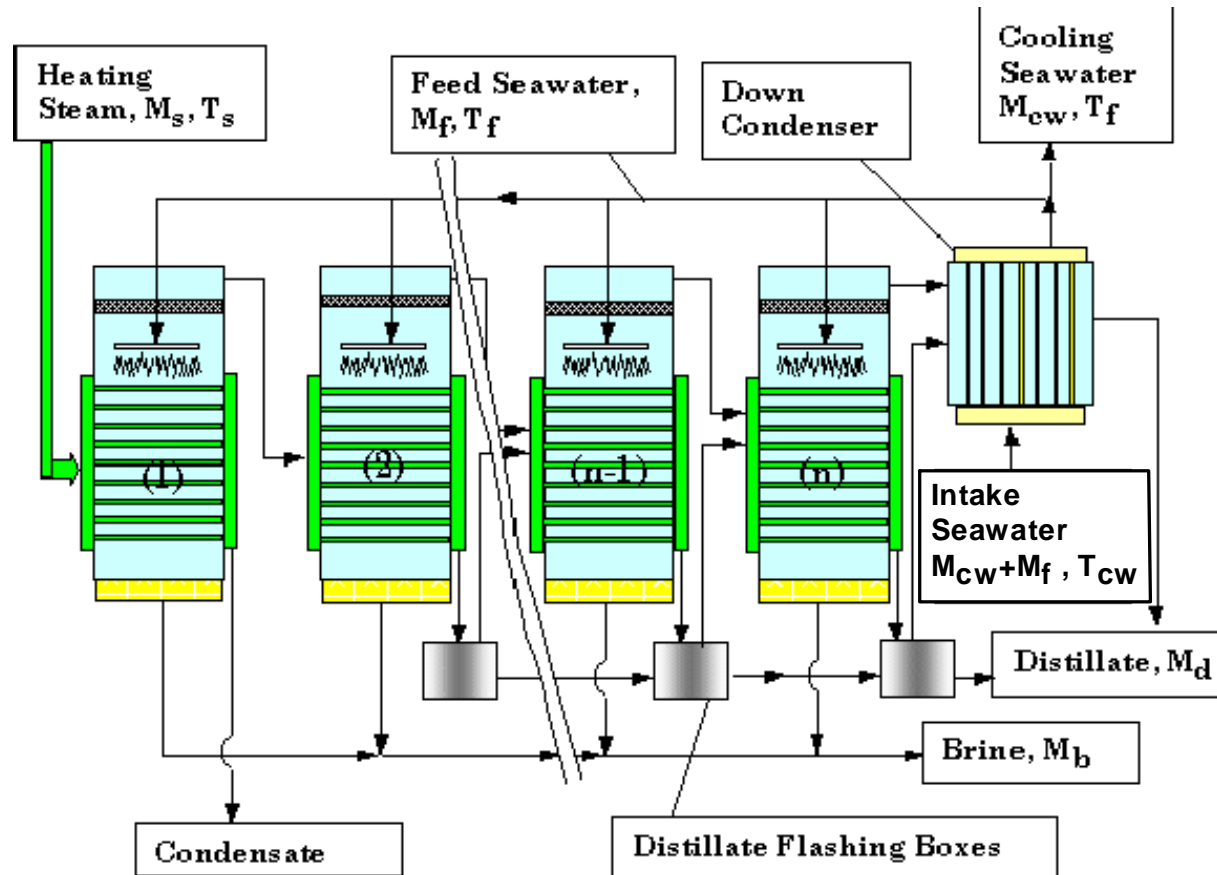 Heating
Steam, Ms, Ts
Feed Seawater,
Mf, Tf
Down
Condenser
Cooling
Seawater
Mcw, Tf
(1)
(2)
(n-1)
(n)
Intake
Seawater
Mcw+Mf , Tcw
Distillate, Md
Brine, Mb
Condensate
Distillate Flashing Boxes